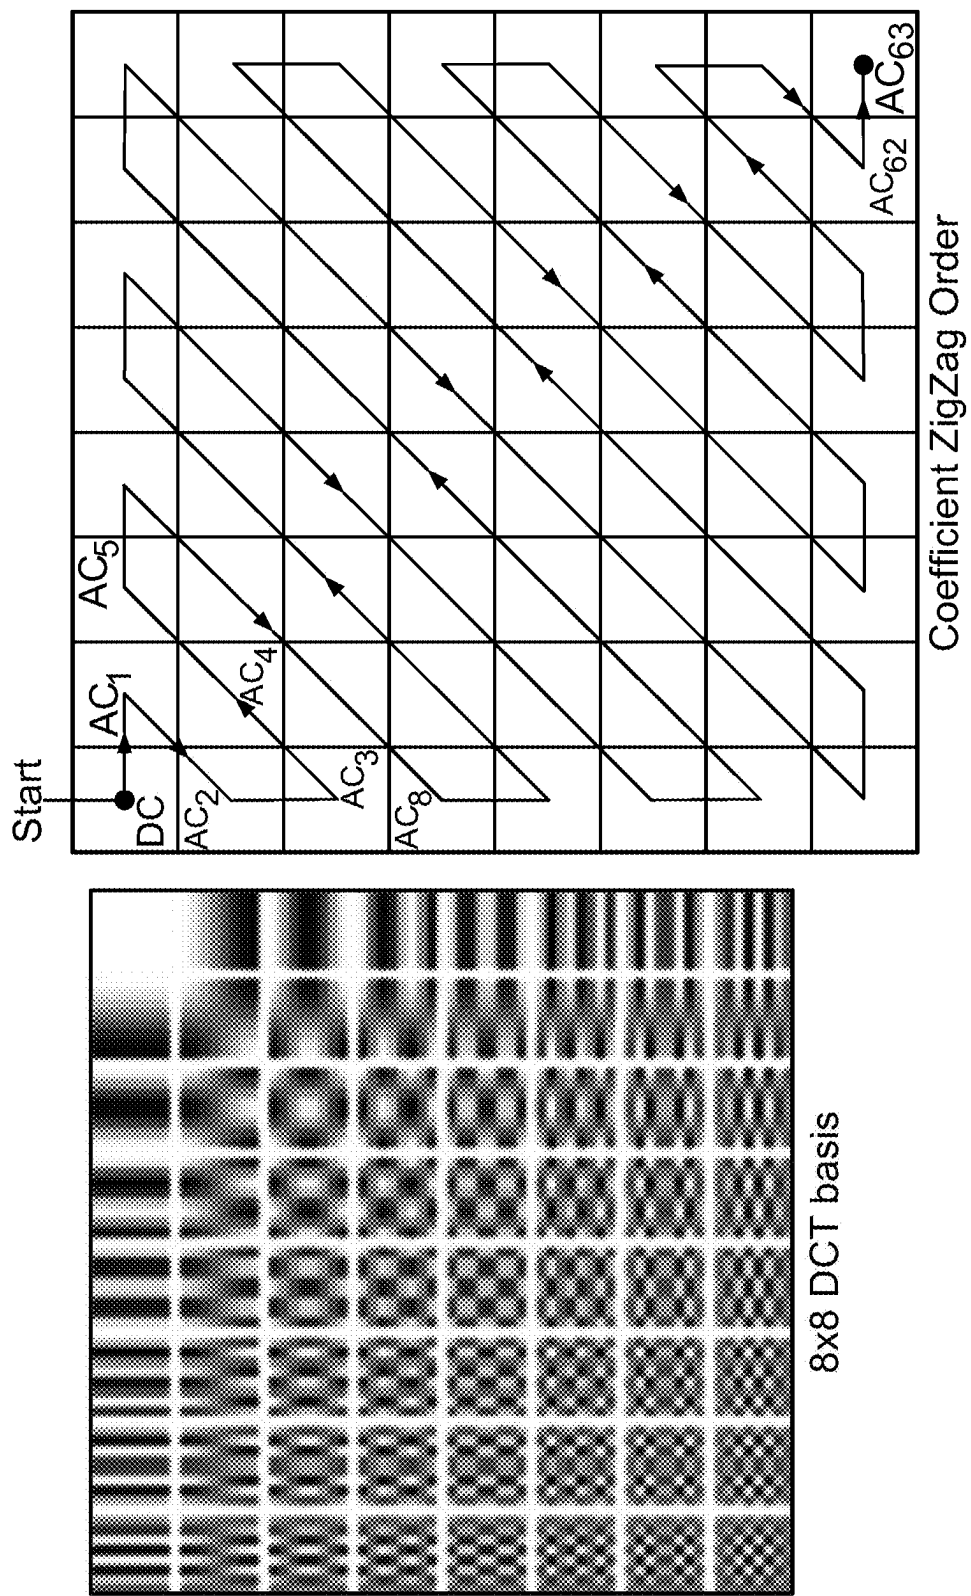 Start
DC
AC1
AC2
AC3
AC4
AC5
AC8
AC62
AC63
Coefficient ZigZag Order
8x8 DCT basis